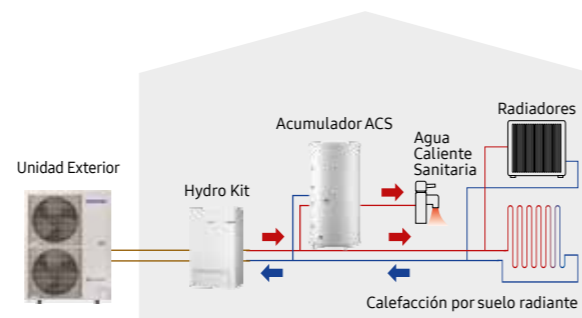 Radiadores
Acumulador ACS
Agua
Caliente
Sanitaria
Unidad Exterior
Hydro Kit
Calefacción por suelo radiante